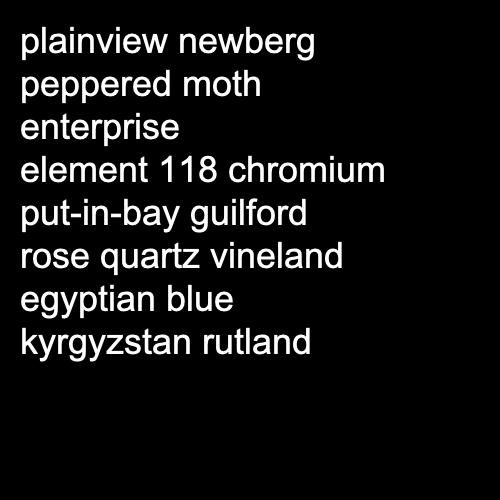 plainview newberg
peppered moth
enterprise
element 118 chromium
put-in-bay guilford
rose quartz vineland
egyptian blue
kyrgyzstan rutland